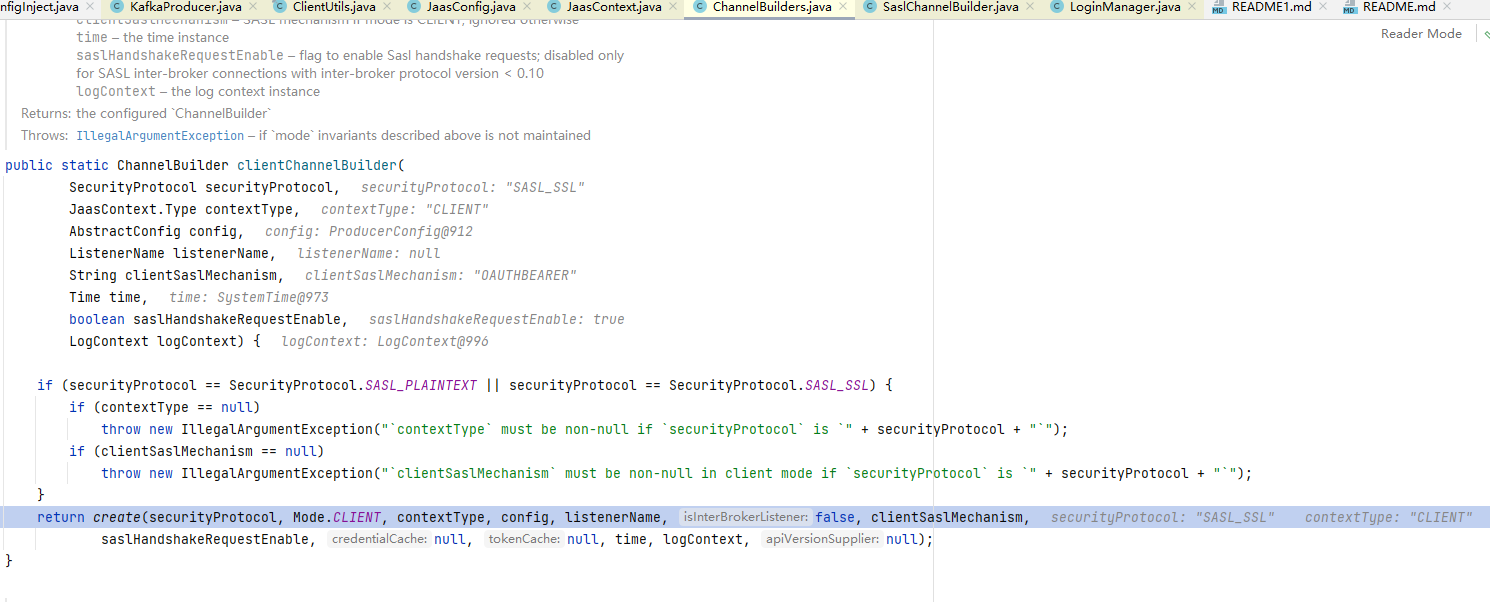 nfigInject.java KafkaProducer.java ClientUtils.java JaasConfig.java JaasContext.java ChannelBuilders.java SaslChannelBuilder.java LoginManager.java README1.md README.md
clientSaslMechanism – SASL mechanism if mode is CLIENT, ignored otherwise
Reader Mode
time – the time instance
saslHandshakeRequestEnable – flag to enable Sasl handshake requests; disabled only
for SASL inter-broker connections with inter-broker protocol version < 0.10
logContext – the log context instance
Returns: the configured `ChannelBuilder`
Throws: IllegalArgumentException – if `mode` invariants described above is not maintained
public static ChannelBuilder clientChannelBuilder(
SecurityProtocol securityProtocol, securityProtocol: "SASL_SSL"
JaasContext.Type contextType, contextType: "CLIENT"
AbstractConfig config, config: ProducerConfig@912
ListenerName listenerName, listenerName: null
String clientSaslMechanism, clientSaslMechanism: "OAUTHBEARER"
Time time, time: SystemTime@973
boolean saslHandshakeRequestEnable, saslHandshakeRequestEnable: true
LogContext logContext) { logContext: LogContext@996
if (securityProtocol == SecurityProtocol.SASL_PLAINTEXT || securityProtocol == SecurityProtocol.SASL_SSL) {
if (contextType == null)
throw new IllegalArgumentException("`contextType` must be non-null if `securityProtocol` is `" + securityProtocol + "`");
if (clientSaslMechanism == null)
throw new IllegalArgumentException("`clientSaslMechanism` must be non-null in client mode if `securityProtocol` is `" + securityProtocol + "`");
}
return create(securityProtocol, Mode.CLIENT, contextType, config, listenerName, isInterBrokerListener: false, clientSaslMechanism, securityProtocol: "SASL_SSL" contextType: "CLIENT"
saslHandshakeRequestEnable, credentialCache: null, tokenCache: null, time, logContext, apiVersionSupplier: null);
}